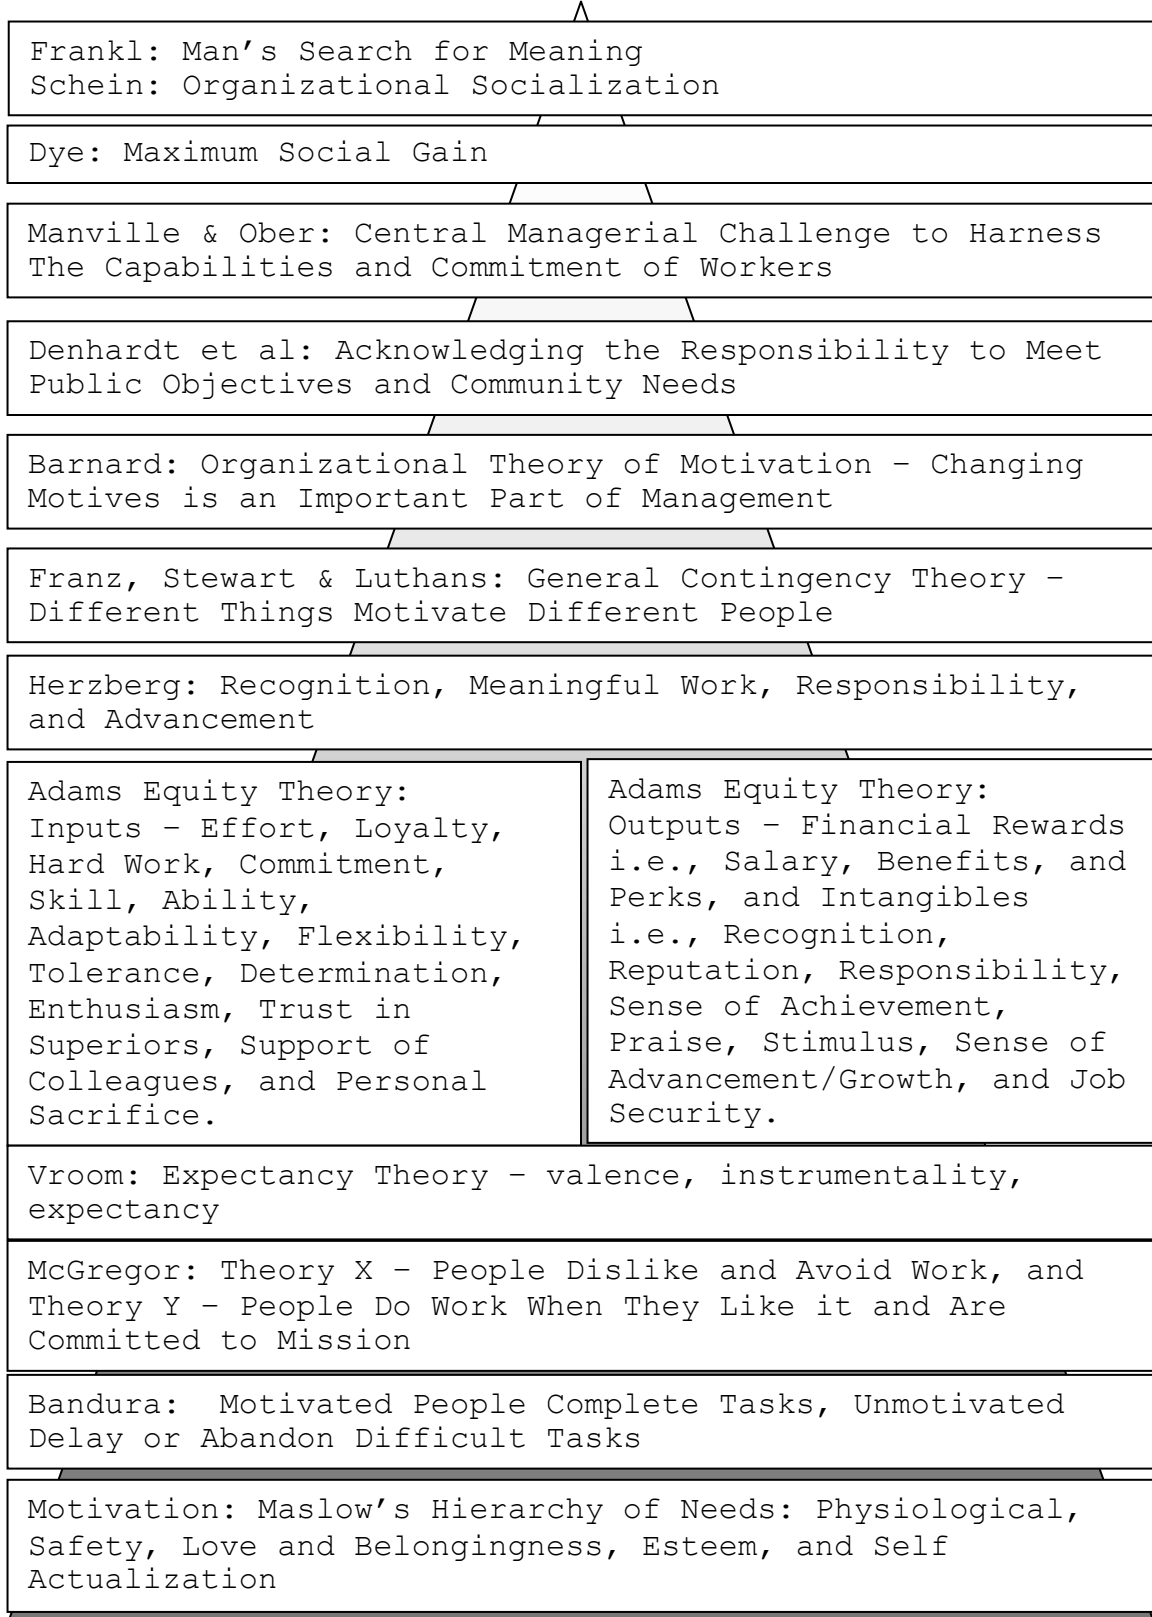 Frankl: Man’s Search for Meaning
Schein: Organizational Socialization
Dye: Maximum Social Gain
Manville & Ober: Central Managerial Challenge to Harness
The Capabilities and Commitment of Workers
Denhardt et al: Acknowledging the Responsibility to Meet
Public Objectives and Community Needs
Barnard: Organizational Theory of Motivation – Changing
Motives is an Important Part of Management
Franz, Stewart & Luthans: General Contingency Theory –
Different Things Motivate Different People
Herzberg: Recognition, Meaningful Work, Responsibility,
and Advancement
Adams Equity Theory:
Inputs – Effort, Loyalty,
Hard Work, Commitment,
Skill, Ability,
Adaptability, Flexibility,
Tolerance, Determination,
Enthusiasm, Trust in
Superiors, Support of
Colleagues, and Personal
Sacrifice.
Adams Equity Theory:
Outputs – Financial Rewards
i.e., Salary, Benefits, and
Perks, and Intangibles
i.e., Recognition,
Reputation, Responsibility,
Sense of Achievement,
Praise, Stimulus, Sense of
Advancement/Growth, and Job
Security.
Vroom: Expectancy Theory – valence, instrumentality,
expectancy
McGregor: Theory X – People Dislike and Avoid Work, and
Theory Y – People Do Work When They Like it and Are
Committed to Mission
Bandura:  Motivated People Complete Tasks, Unmotivated
Delay or Abandon Difficult Tasks
Motivation: Maslow’s Hierarchy of Needs: Physiological,
Safety, Love and Belongingness, Esteem, and Self
Actualization